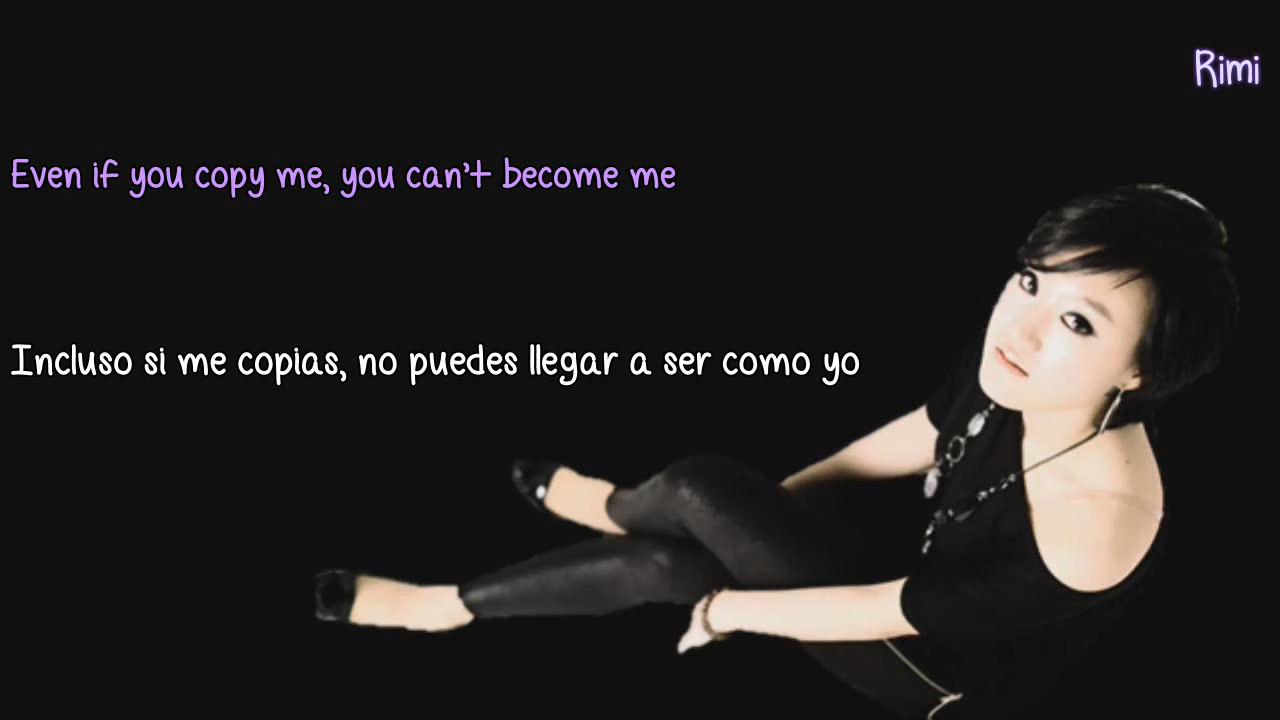 Rimi
Even if you copy me, you can't become me
Incluso si me copias, no puedes llegar a ser como yo